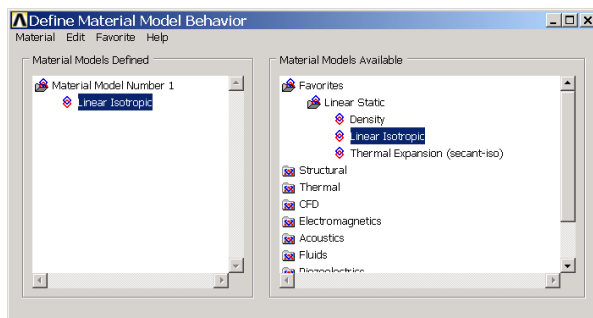 Define Material Model Behavior
Material Edit Favorite Help
Material Models Defined
Material Model Number 1
Linear Isotropic
Material Models Available
Favorites
Linear Static
Density
Linear Isotropic
Thermal Expansion (secant-iso)
Structural
Thermal
CFD
Electromagnetics
Acoustics
Fluids
Piezoelectrics